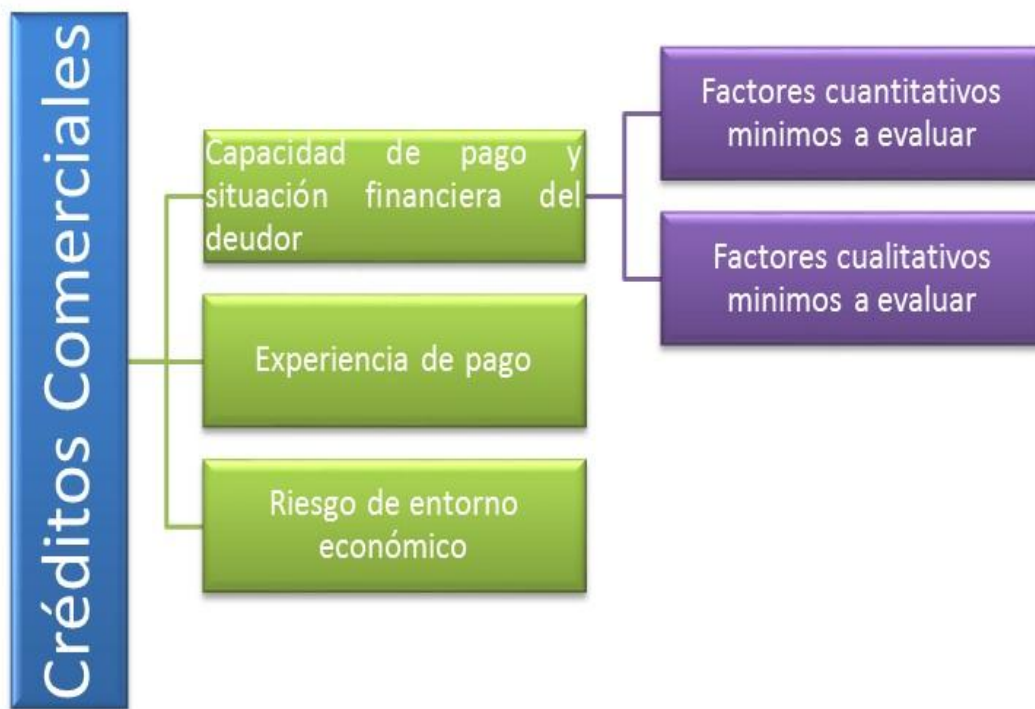 Créditos Comerciales
Capacidad de pago y
situación financiera del
deudor
Experiencia de pago
Riesgo de entorno
económico
Factores cuantitativos
minimos a evaluar
Factores cualitativos
minimos a evaluar